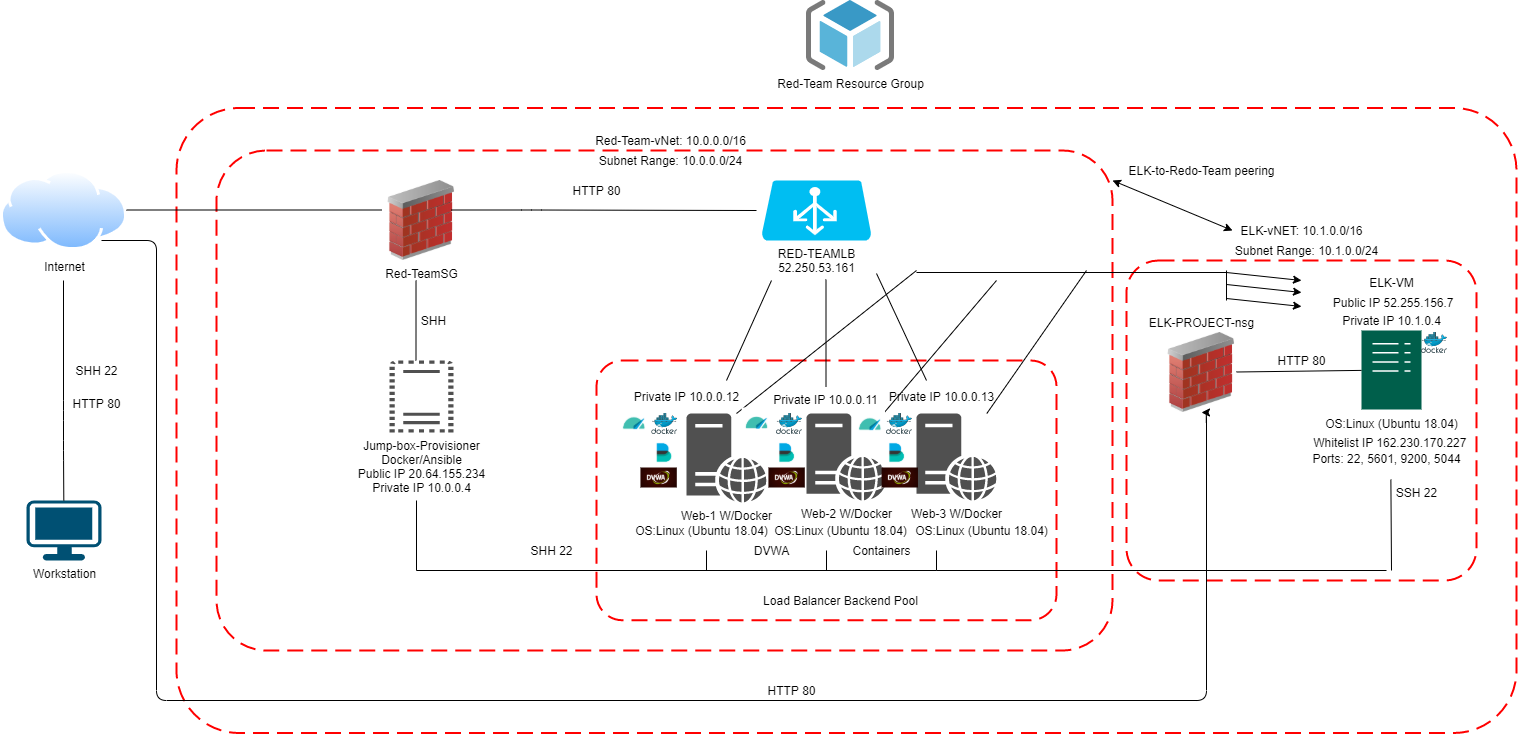 Red-Team Resource Group
Red-Team-vNet: 10.0.0.0/16
Subnet Range: 10.0.0.0/24
HTTP 80
ELK-to-Redo-Team peering
ELK-vNET: 10.1.0.0/16
Subnet Range: 10.1.0.0/24
Internet
Red-TeamSG
RED-TEAMLB
52.250.53.161
ELK-VM
Public IP 52.255.156.7
Private IP 10.1.0.4
docker
ELK-PROJECT-nsg
HTTP 80
SHH
SHH 22
HTTP 80
Private IP 10.0.0.12
Private IP 10.0.0.11
Private IP 10.0.0.13
docker
docker
docker
DVWA
DVWA
DVWA
Jump-box-Provisioner
Docker/Ansible
Public IP 20.64.155.234
Private IP 10.0.0.4
OS:Linux (Ubuntu 18.04)
Whitelist IP 162.230.170.227
Ports: 22, 5601, 9200, 5044
SSH 22
Web-1 W/Docker
OS:Linux (Ubuntu 18.04)
Web-2 W/Docker
OS:Linux (Ubuntu 18.04)
Web-3 W/Docker
OS:Linux (Ubuntu 18.04)
SHH 22
DVWA
Containers
Workstation
Load Balancer Backend Pool
HTTP 80